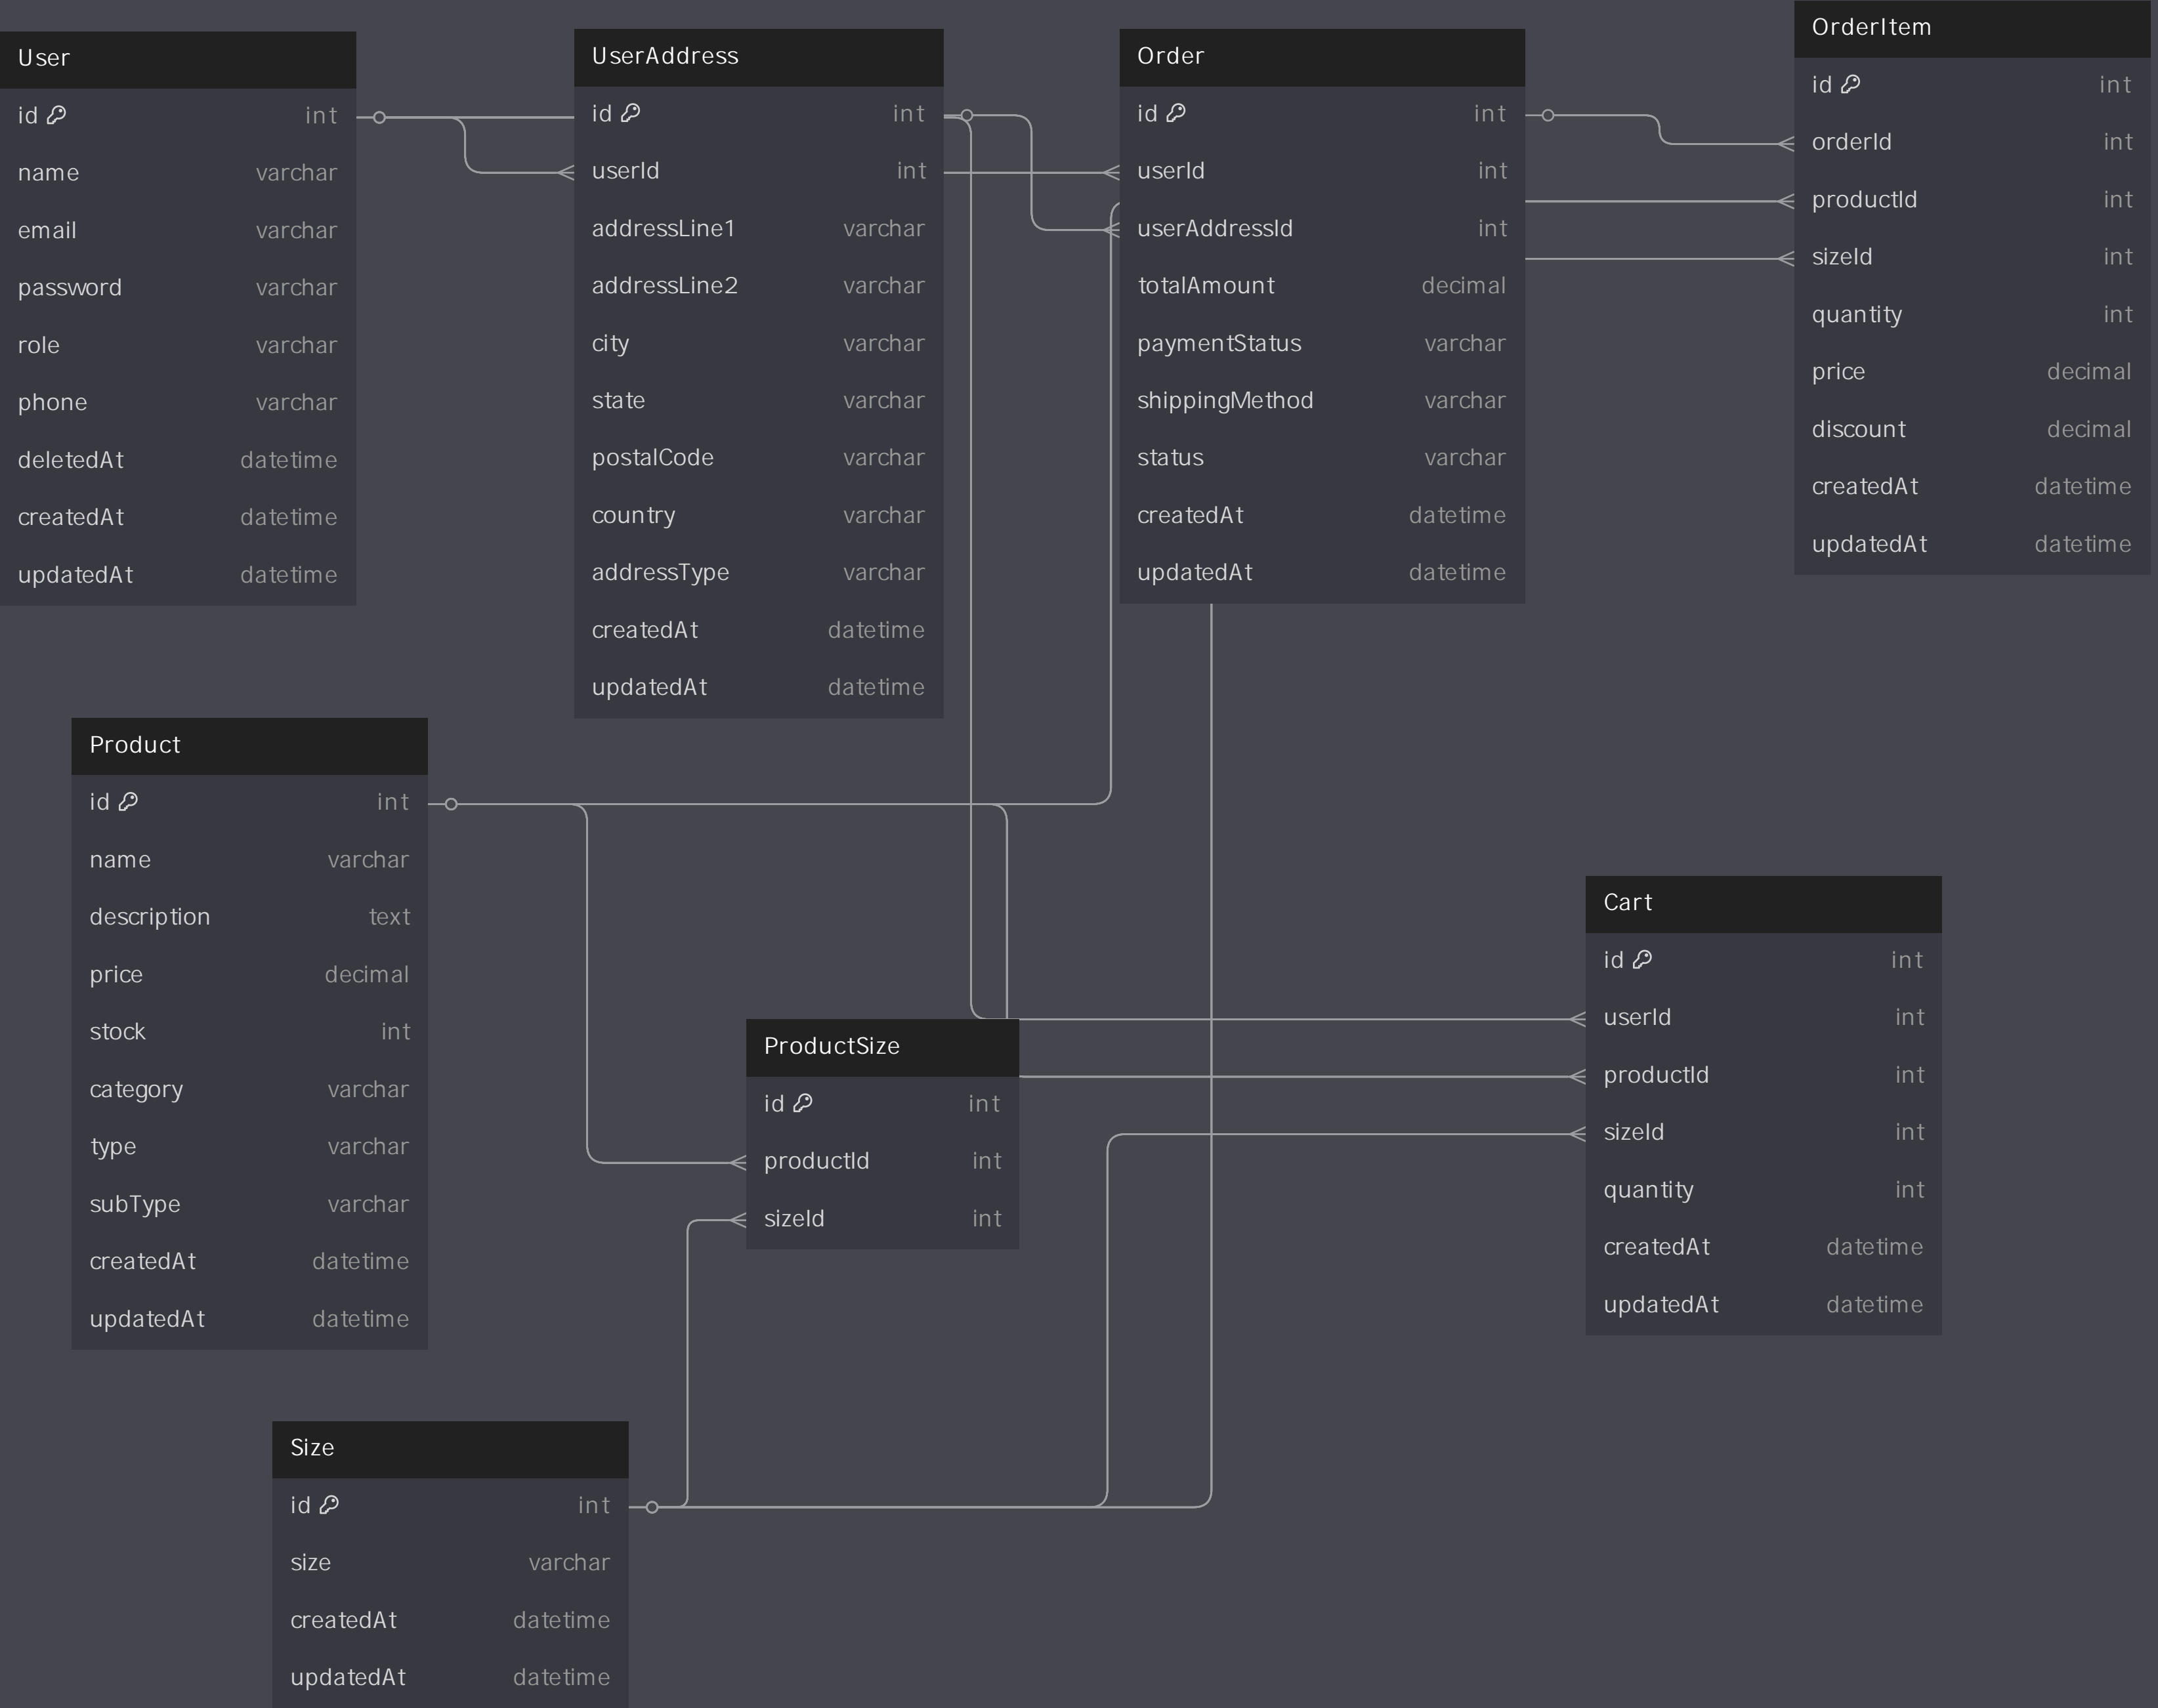 User
id int
name varchar
email varchar
password varchar
role varchar
phone varchar
deletedAt datetime
createdAt datetime
updatedAt datetime
UserAddress
id int
userId int
addressLine1 varchar
addressLine2 varchar
city varchar
state varchar
postalCode varchar
country varchar
addressType varchar
createdAt datetime
updatedAt datetime
Order
id int
userId int
userAddressId int
totalAmount decimal
paymentStatus varchar
shippingMethod varchar
status varchar
createdAt datetime
updatedAt datetime
OrderItem
id int
orderId int
productId int
sizeId int
quantity int
price decimal
discount decimal
createdAt datetime
updatedAt datetime
Product
id int
name varchar
description text
price decimal
stock int
category varchar
type varchar
subType varchar
createdAt datetime
updatedAt datetime
ProductSize
id int
productId int
sizeId int
Cart
id int
userId int
productId int
sizeId int
quantity int
createdAt datetime
updatedAt datetime
Size
id int
size varchar
createdAt datetime
updatedAt datetime